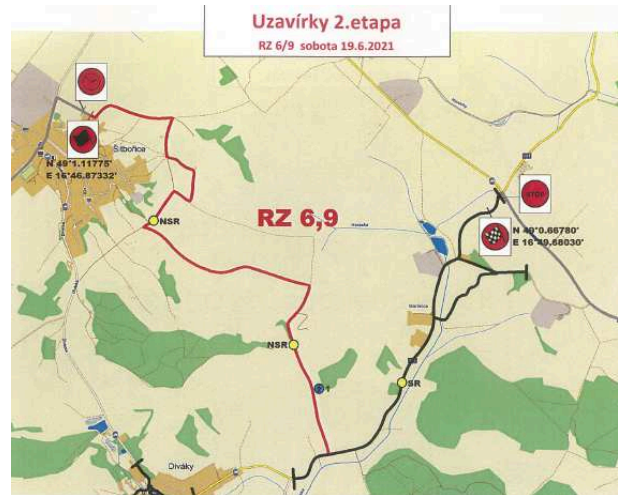 Uzavírky 2.etapa
RZ 6/9 sobota 19.6.2021
Šitbořice
N 49°1.11775'
E 16°46.87332'
NSR
RZ 6,9
STOP
N 49°0.66780'
E 16°49.68030'
NSR
1
SR
Diváky